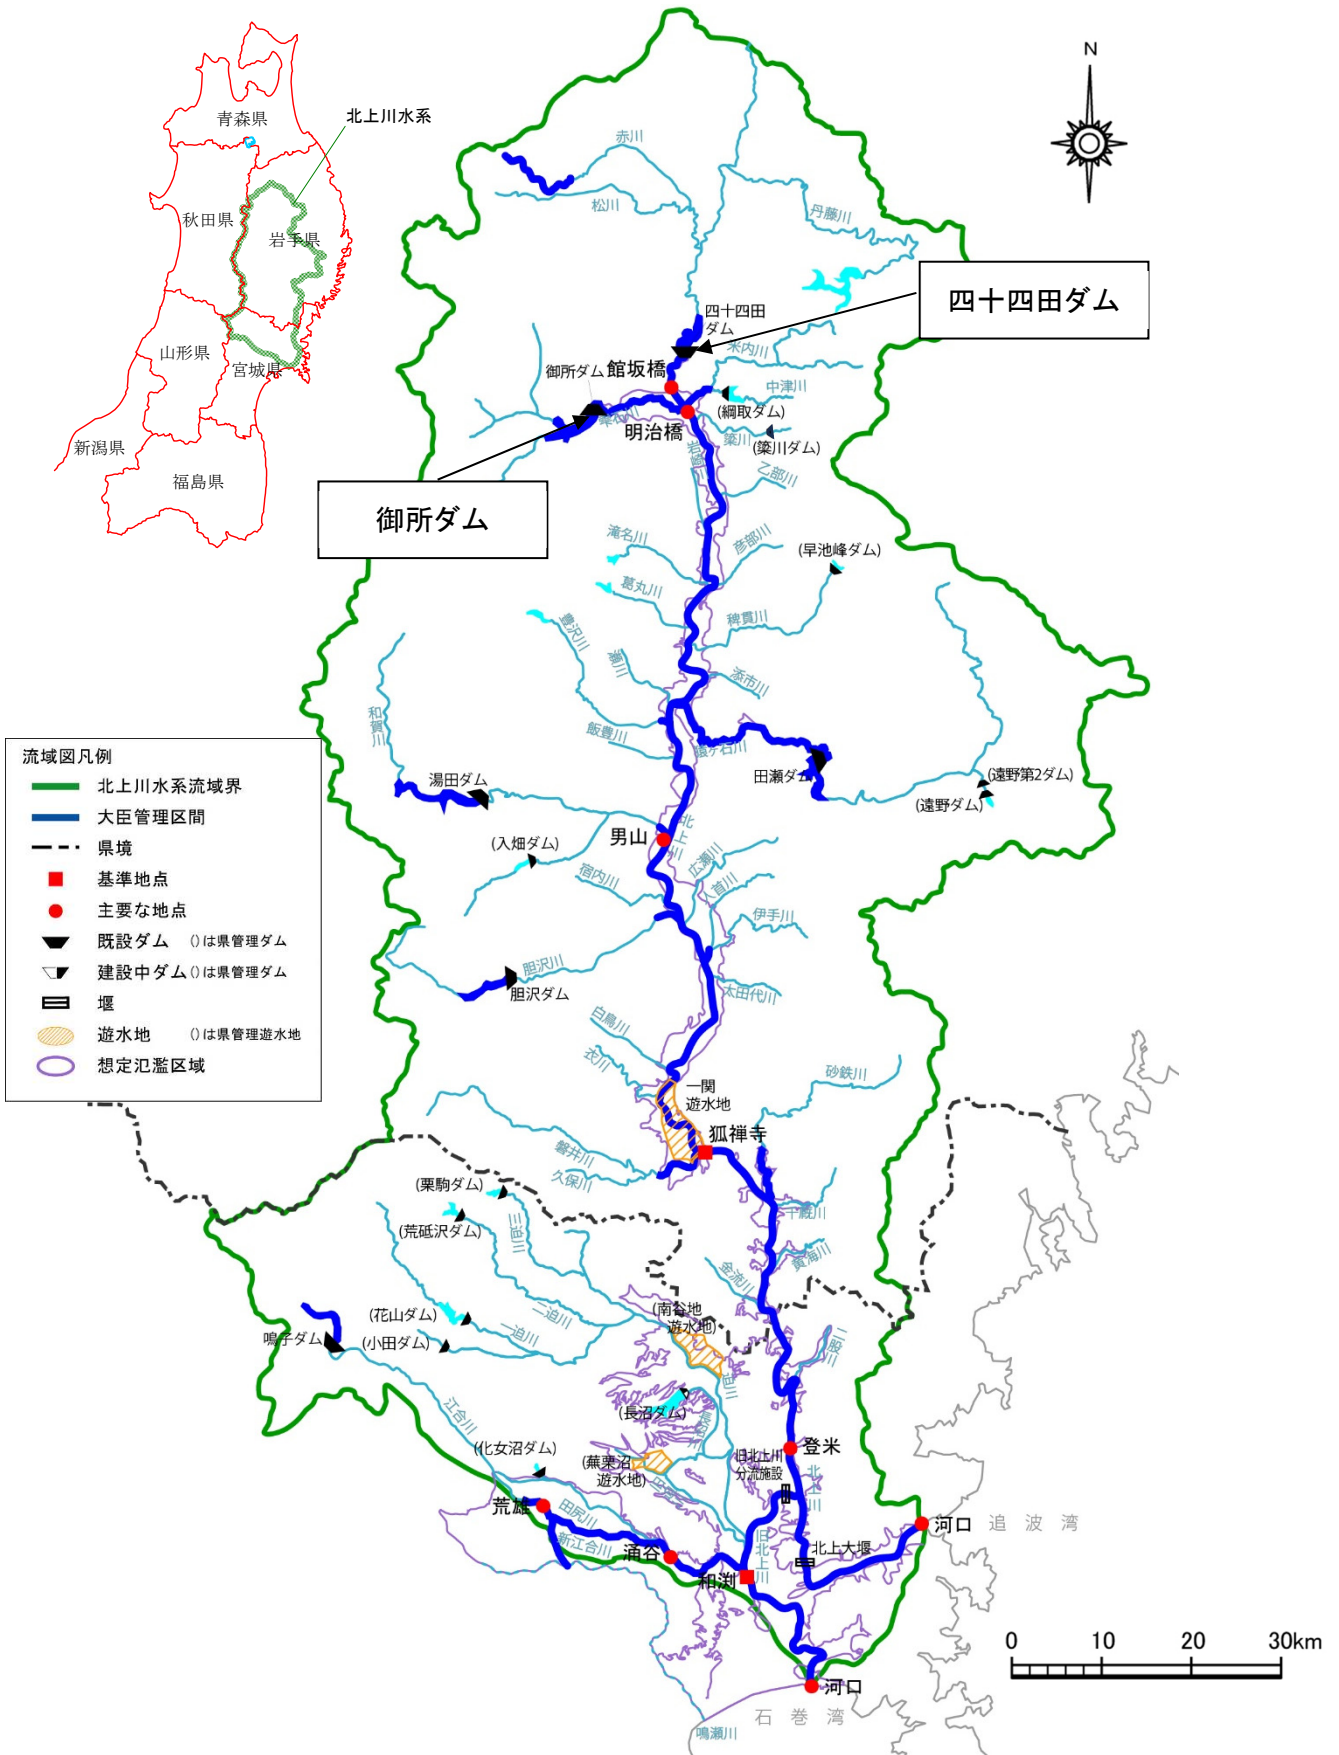 北上川水系
青森県
秋田県
岩手県
山形県
宮城県
新潟県
福島県
N
赤川
松川
丹藤川
四十四田
ダム
四十四田ダム
米内川
館坂橋
御所ダム
中津川
(綱取ダム)
雫石川
明治橋
簗川
(簗川ダム)
御所ダム
乙部川
滝名川
彦部川
(早池峰ダム)
葛丸川
稗貫川
豊沢川
瀬川
添市川
和賀川
飯豊川
猿ヶ石川
田瀬ダム
(遠野第2ダム)
(遠野ダム)
湯田ダム
流域図凡例
北上川水系流域界
大臣管理区間
県境
基準地点
主要な地点
既設ダム ()は県管理ダム
建設中ダム ()は県管理ダム
堰
遊水地 ()は県管理遊水地
想定氾濫区域
男山
北上川
(入畑ダム)
宿内川
広瀬川
人首川
伊手川
胆沢川
胆沢ダム
太田代川
白鳥川
衣川
一関
遊水地
砂鉄川
狐禅寺
磐井川
久保川
(栗駒ダム)
(荒砥沢ダム)
三迫川
千厩川
黄海川
金流川
(花山ダム)
二迫川
(南谷地
遊水地)
鳴子ダム
(小田ダム)
一迫川
二股川
迫川
江合川
(長沼ダム)
(化女沼ダム)
(蕪栗沼
遊水地)
旧北上川
分流施設
登米
北上川
荒雄
田尻川
新江合川
涌谷
旧北上川
北上大堰
河口
追波湾
和渕
0 10 20 30km
河口
石巻湾
鳴瀬川